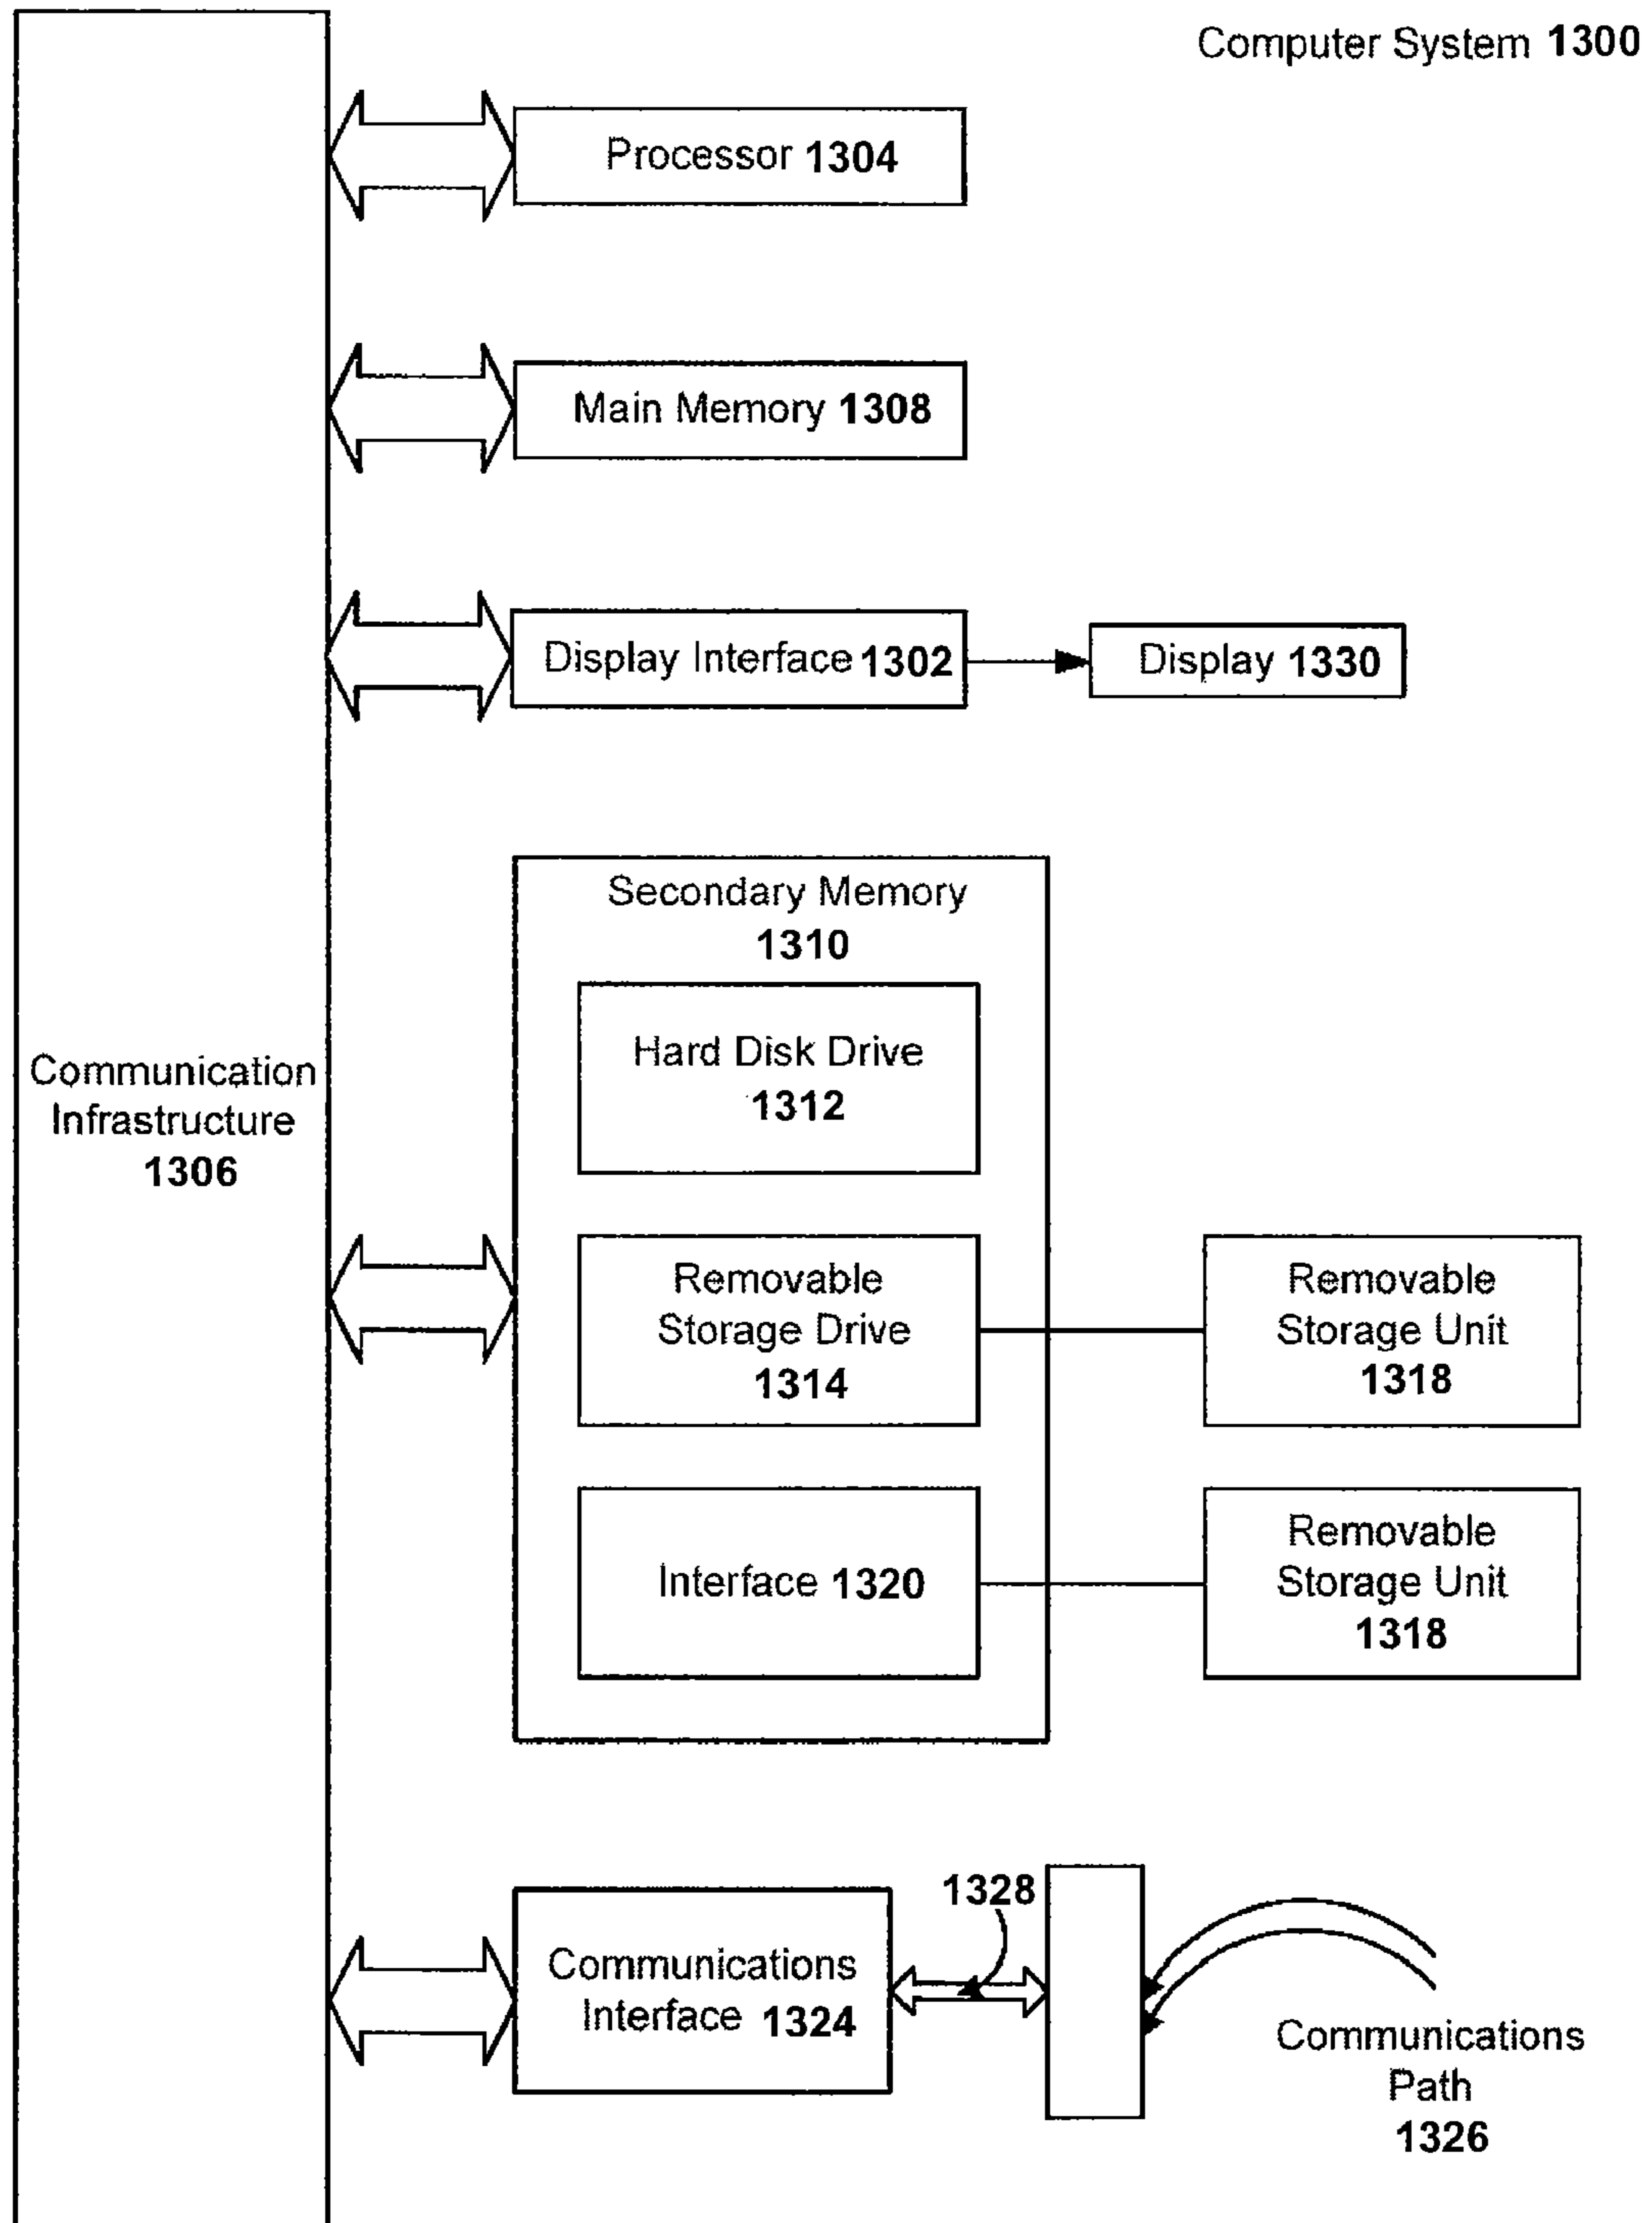 Computer System 1300
Processor 1304
Main Memory 1308
Display Interface 1302
Display 1330
Secondary Memory
1310
Hard Disk Drive
1312
Communication
Infrastructure
1306
Removable
Storage Drive
1314
Removable
Storage Unit
1318
Interface 1320
Removable
Storage Unit
1318
1328
Communications
Interface 1324
Communications
Path
1326